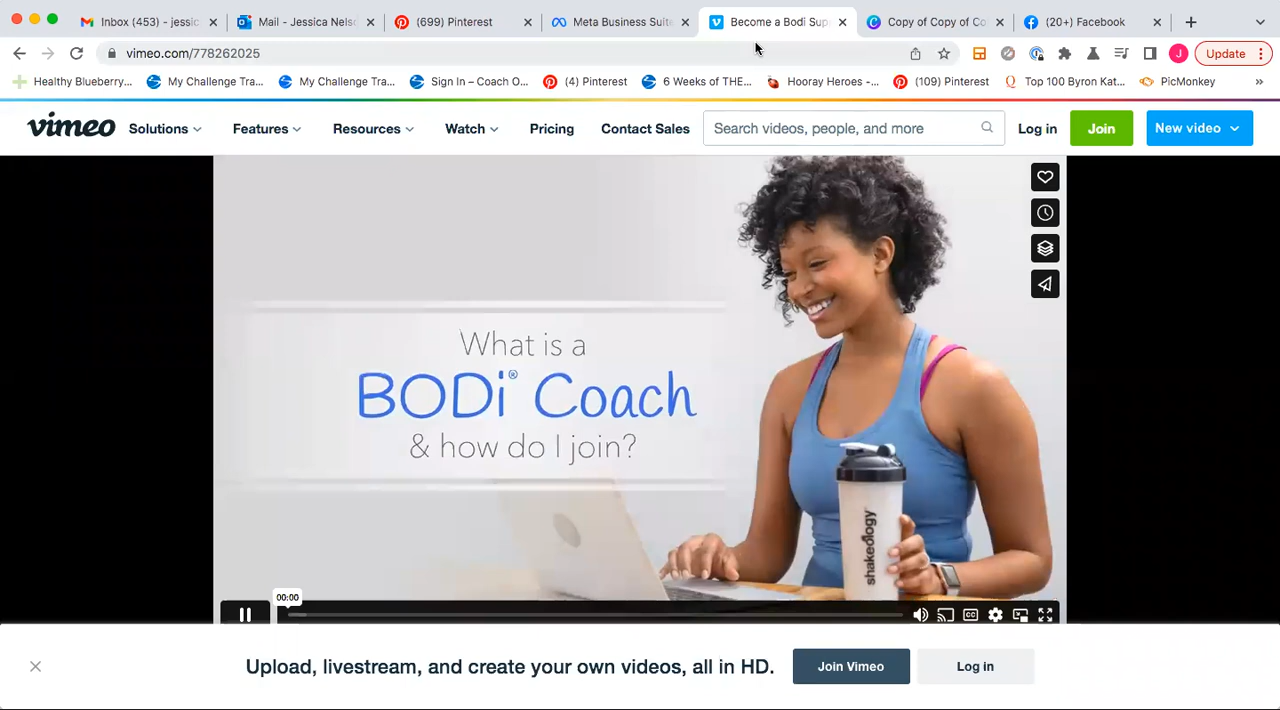 Inbox (453) - jessic
Mail - Jessica Nelso
(699) Pinterest
Meta Business Suite
Become a Bodi Sup
Copy of Copy of Co
(20+) Facebook
vimeo.com/778262025
J
Update
Healthy Blueberry...
My Challenge Tra...
My Challenge Tra...
Sign In – Coach O...
(4) Pinterest
6 Weeks of THE...
Hooray Heroes -...
(109) Pinterest
Top 100 Byron Kat...
PicMonkey
»
vimeo
Solutions
Features
Resources
Watch
Pricing
Contact Sales
Search videos, people, and more
Log in
Join
New video
What is a
BODi® Coach
& how do I join?
shakeology
00:00
CC
Upload, livestream, and create your own videos, all in HD.
Join Vimeo
Log in